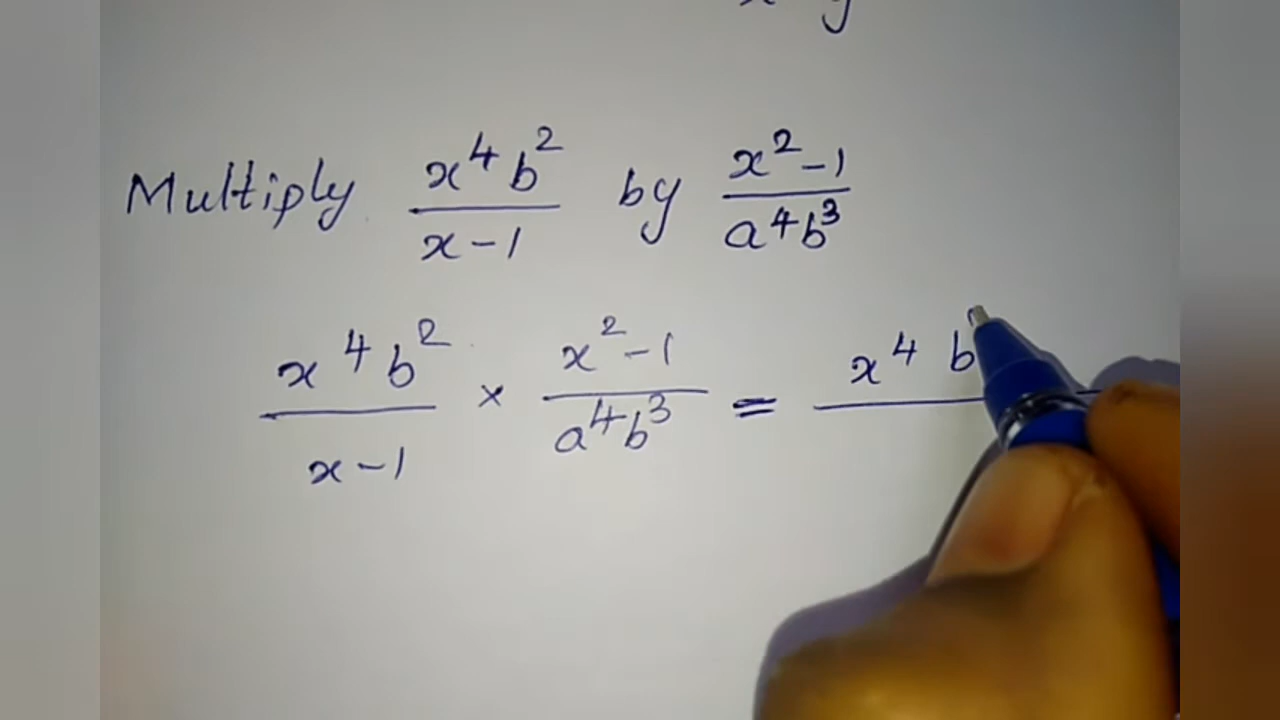 Multiply x⁴b²/x-1 by x²-1/a⁴b³
x⁴b²/x-1 × x²-1/a⁴b³ = x⁴ b